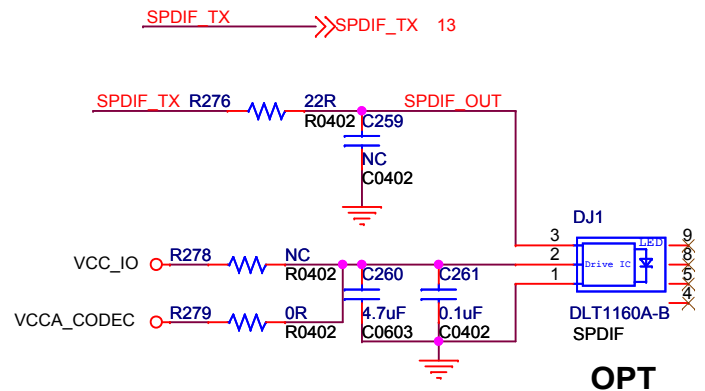 SPDIF_TX
SPDIF_TX 13
SPDIF_TX R276 22R SPDIF_OUT
R0402 C259
NC
C0402
DJ1
3 LED 9
VCC_IO R278 NC 2 Drive IC 8
R0402 C260 C261 1 5
4
VCCA_CODEC R279 0R 4.7uF 0.1uF DLT1160A-B
R0402 C0603 C0402 SPDIF
OPT